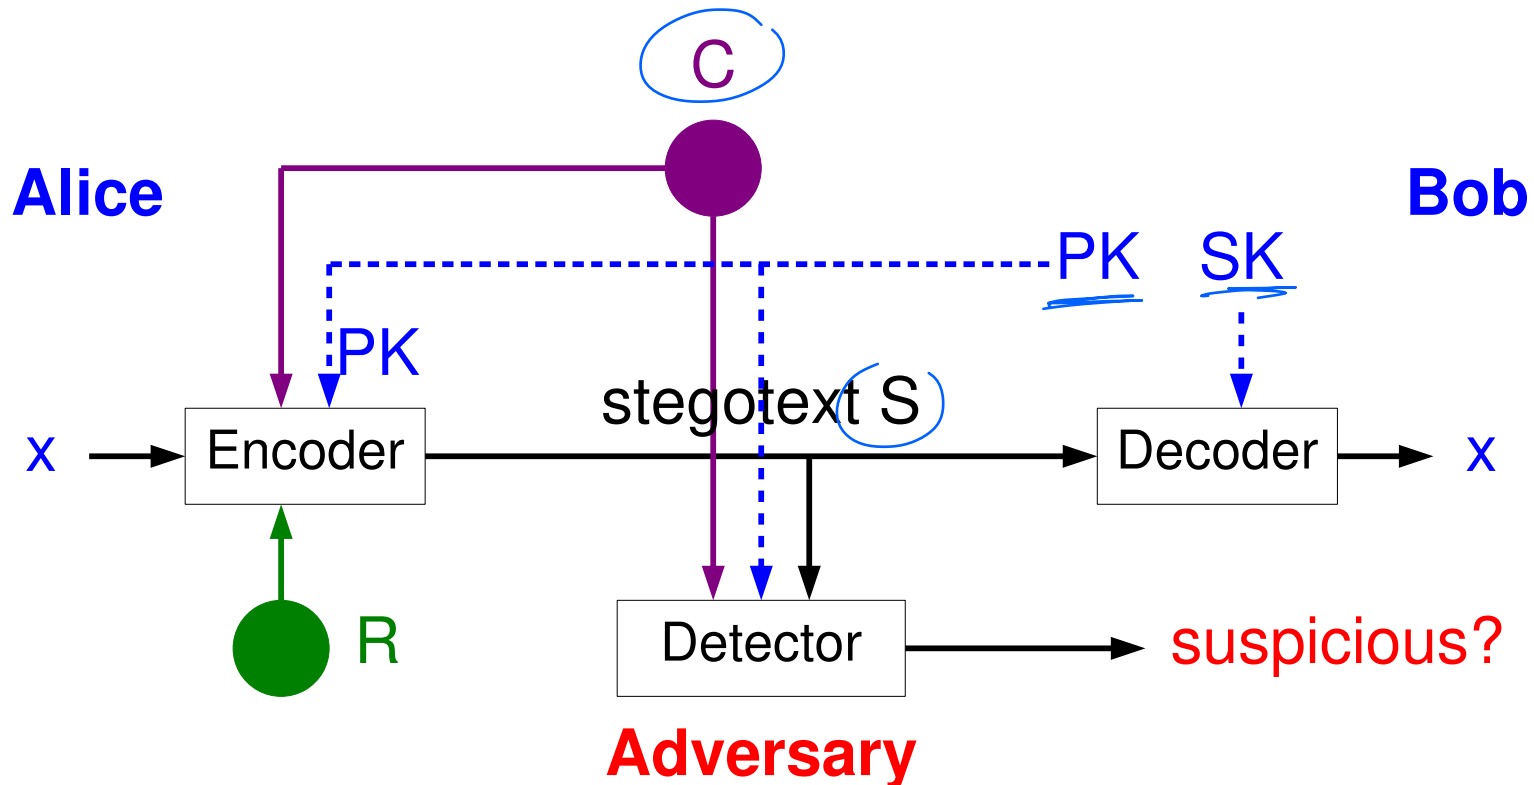 C
Alice
Bob
PK SK
PK
stegotext S
x
Encoder
Decoder
x
R
Detector
suspicious?
Adversary